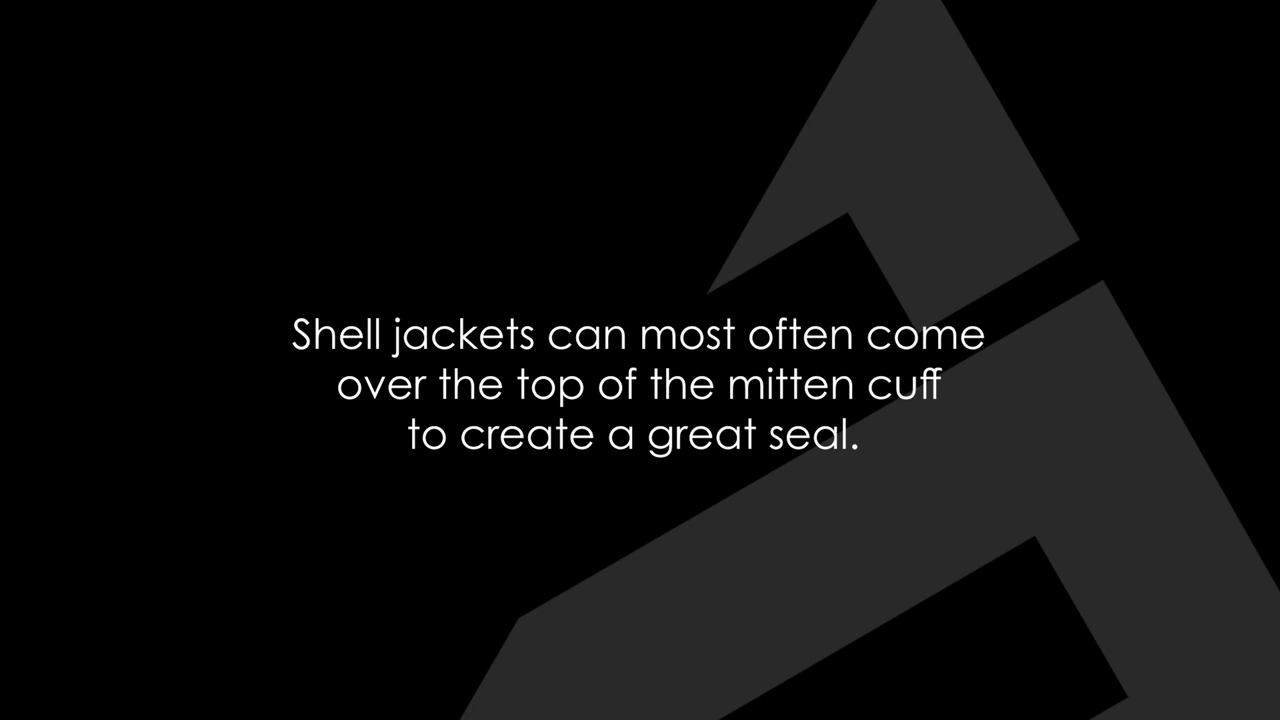 Shell jackets can most often come
over the top of the mitten cuff
to create a great seal.